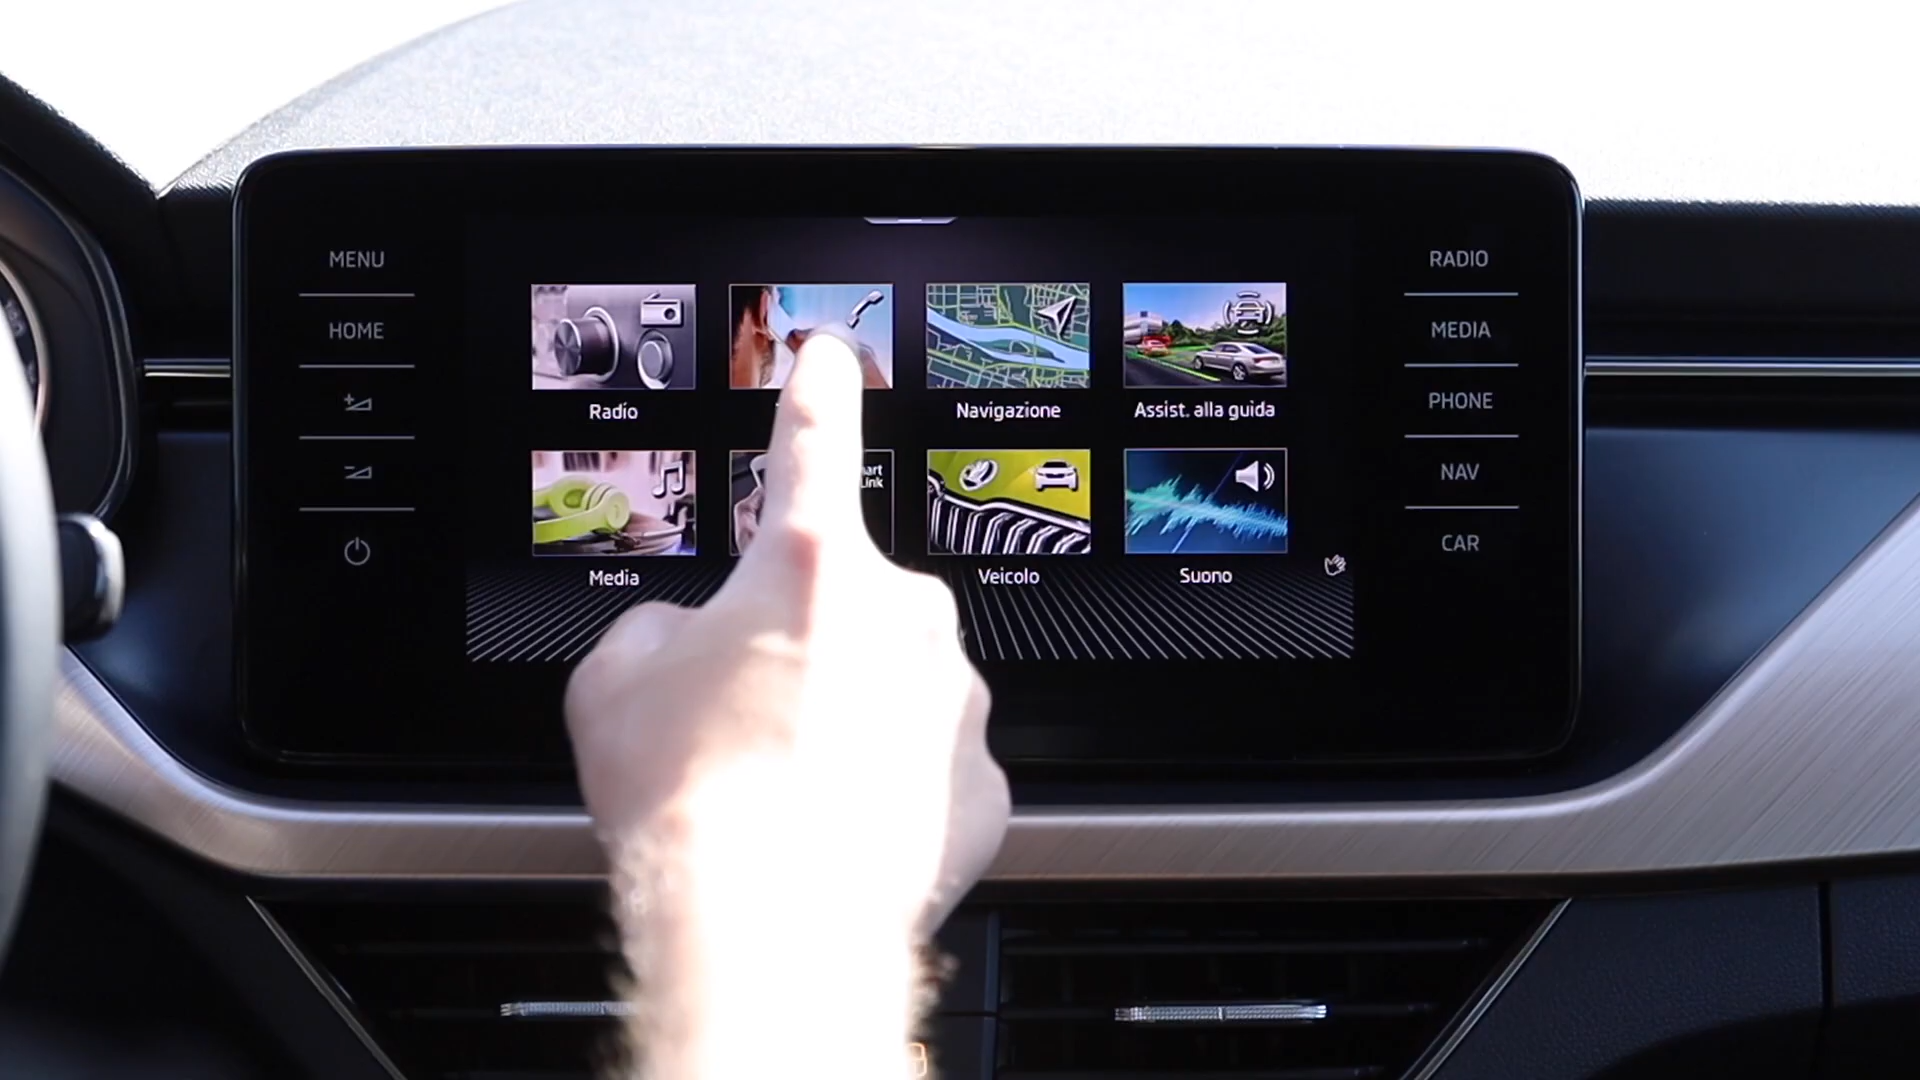 MENU
HOME
RADIO
MEDIA
PHONE
NAV
CAR
Radio
Navigazione
Assist. alla guida
Media
Veicolo
Suono